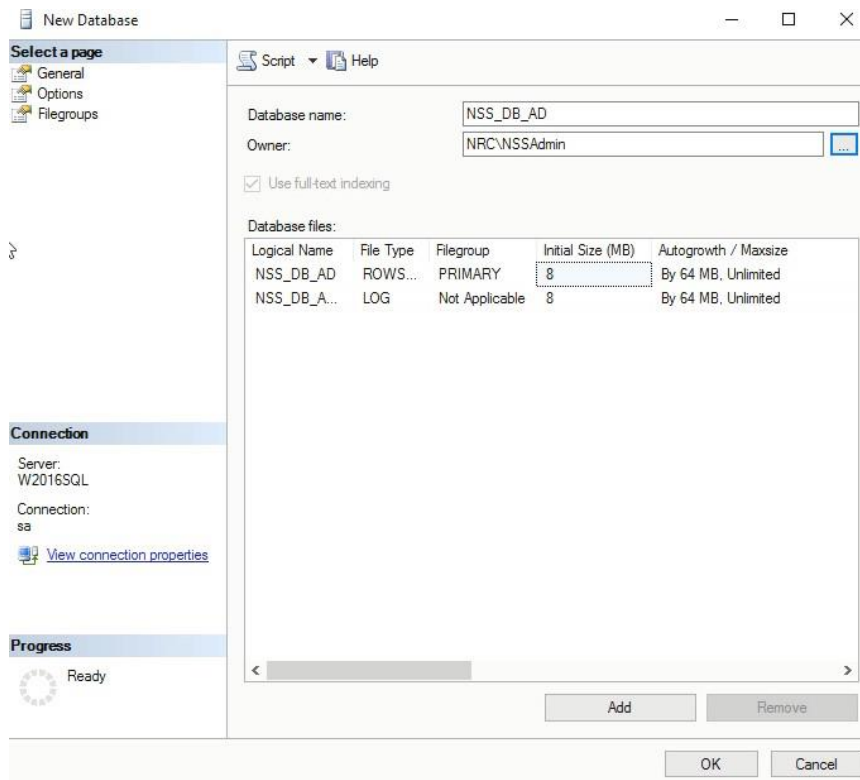 New Database
Select a page
General
Options
Filegroups
Script Help
Database name: NSS_DB_AD
Owner: NRC\NSSAdmin ...
Use full-text indexing
Database files:
Logical Name File Type Filegroup Initial Size (MB) Autogrowth / Maxsize
NSS_DB_AD ROWS... PRIMARY 8 By 64 MB, Unlimited
NSS_DB_A... LOG Not Applicable 8 By 64 MB, Unlimited
Connection
Server:
W2016SQL
Connection:
sa
View connection properties
Progress
Ready
Add Remove
OK Cancel